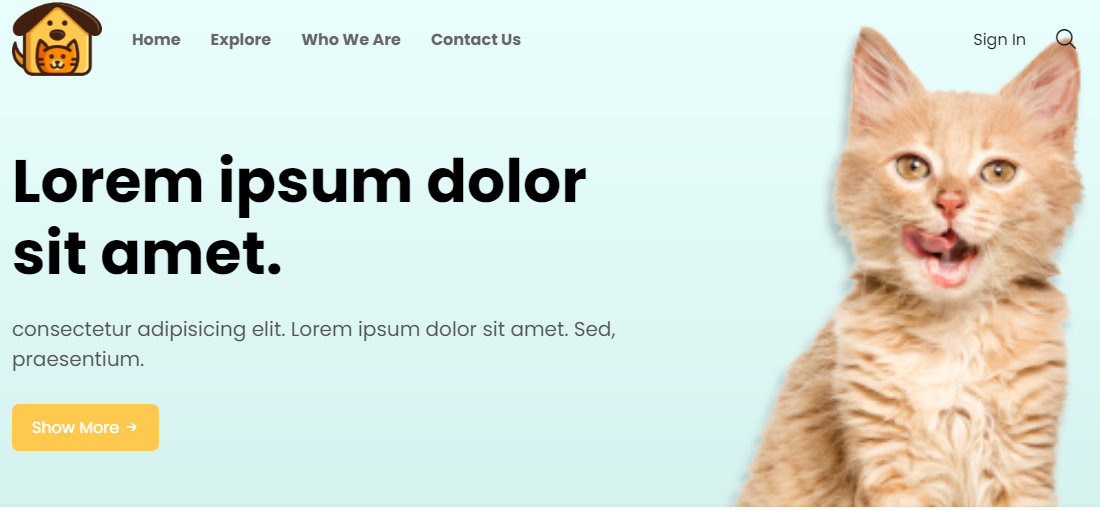 Home Explore Who We Are Contact Us Sign In
Lorem ipsum dolor
sit amet.
consectetur adipisicing elit. Lorem ipsum dolor sit amet. Sed,
praesentium.
Show More →